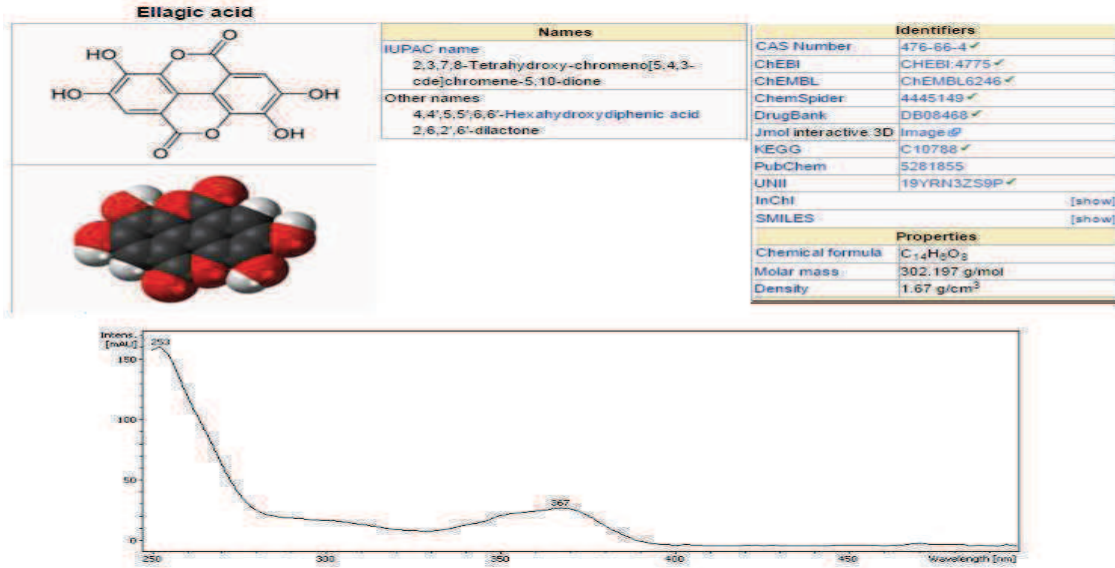 Ellagic acid
O
O
HO
HO
OH
OH
O
O
Names
IUPAC name
2,3,7,8-Tetrahydroxy-chromeno[5,4,3-
cde]chromene-5,10-dione
Other names
4,4',5,5',6,6'-Hexahydroxydiphenic acid
2,6,2',6'-dilactone
Identifiers
CAS Number 476-66-4 ✔
ChEBI CHEBI:4775 ✔
ChEMBL ChEMBL6246 ✔
ChemSpider 4445149 ✔
DrugBank DB08468 ✔
Jmol interactive 3D Image
KEGG C10788 ✔
PubChem 5281855
UNII 19YRN3ZS9P ✔
InChI [show]
SMILES [show]
Properties
Chemical formula C₁₄H₆O₈
Molar mass 302.197 g/mol
Density 1.67 g/cm³
Intens.
[mAU]
253
150
100
50
0
367
250 300 350 400 450 Wavelength [nm]